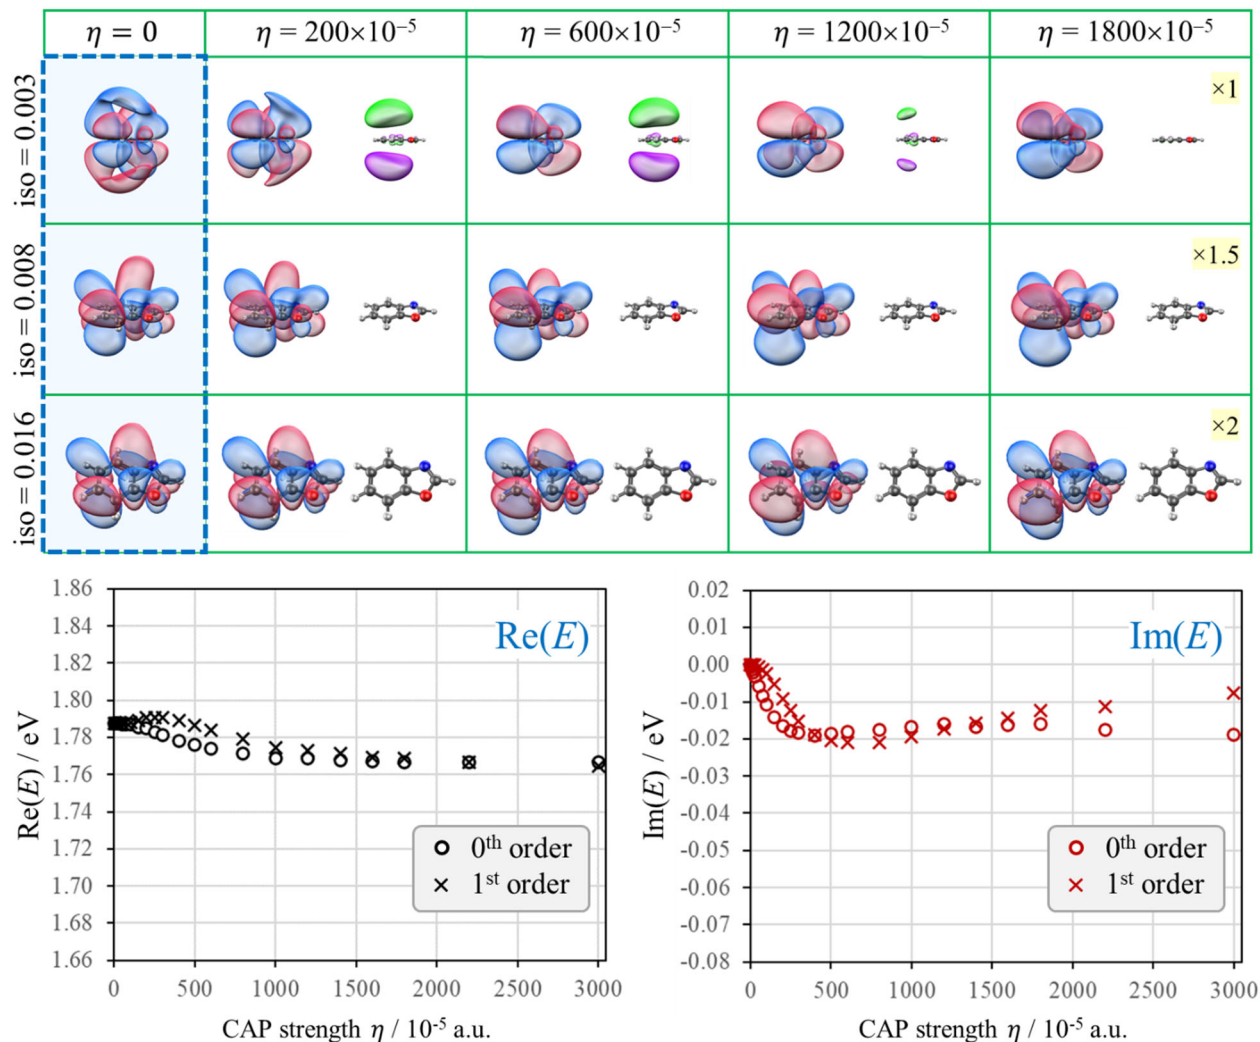 η = 0
η = 200×10⁻⁵
η = 600×10⁻⁵
η = 1200×10⁻⁵
η = 1800×10⁻⁵
iso = 0.003
×1
iso = 0.008
×1.5
iso = 0.016
×2
1.86
1.84
1.82
1.80
1.78
1.76
1.74
1.72
1.70
1.68
1.66
Re(E) / eV
Re(E)
0th order
1st order
0
500
1000
1500
2000
2500
3000
CAP strength η / 10⁻⁵ a.u.
0.02
0.01
0.00
-0.01
-0.02
-0.03
-0.04
-0.05
-0.06
-0.07
-0.08
Im(E) / eV
Im(E)
0th order
1st order
0
500
1000
1500
2000
2500
3000
CAP strength η / 10⁻⁵ a.u.